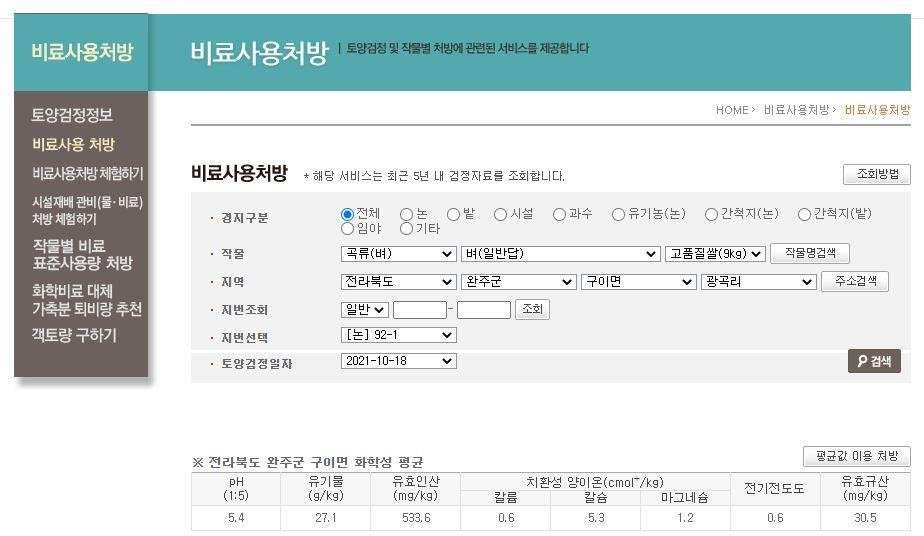 비료사용처방
비료사용처방 | 토양검정 및 작물별 처방에 관련된 서비스를 제공합니다
토양검정정보
비료사용 처방
비료사용처방 체험하기
시설재배 관비(물·비료)
처방 체험하기
작물별 비료
표준사용량 처방
화학비료 대체
가축분 퇴비량 추천
객토량 구하기
HOME> 비료사용처방> 비료사용처방
비료사용처방 * 해당 서비스는 최근 5년 내 검정자료를 조회합니다. 조회방법
· 경지구분 전체 논 밭 시설 과수 유기농(논) 간척지(논) 간척지(밭)
임야 기타
· 작물 곡류(벼) 벼(일반답) 고품질쌀(9kg) 작물명검색
· 지역 전라북도 완주군 구이면 광곡리 주소검색
· 지번조회 일반 - 조회
· 지번선택 [논] 92-1
· 토양검정일자 2021-10-18 검색
※ 전라북도 완주군 구이면 화학성 평균 평균값 이용 처방
pH 유기물 유효인산 치환성 양이온(cmol+/kg) 전기전도도 유효규산
(1:5) (g/kg) (mg/kg) 칼륨 칼슘 마그네슘 (mg/kg)
5.4 27.1 533.6 0.6 5.3 1.2 0.6 30.5